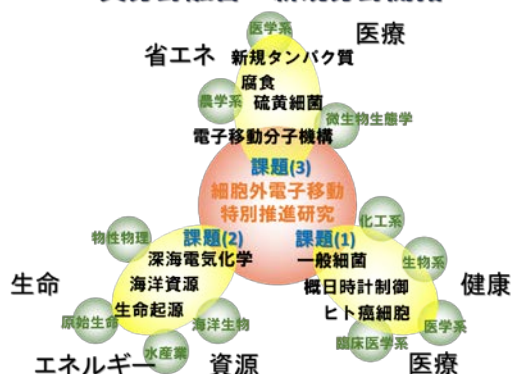 医学系
医療
省エネ
新規タンパク質
腐食
農学系
硫黄細菌
微生物生態学
電子移動分子機構
課題(3)
細胞外電子移動
特別推進研究
化工系
物性物理
課題(2)
課題(1)
深海電気化学
一般細菌
生物系
生命
海洋資源
概日時計制御
健康
生命起源
ヒト癌細胞
原始生命
海洋生物
医学系
臨床医学系
水産業
エネルギー
資源
医療